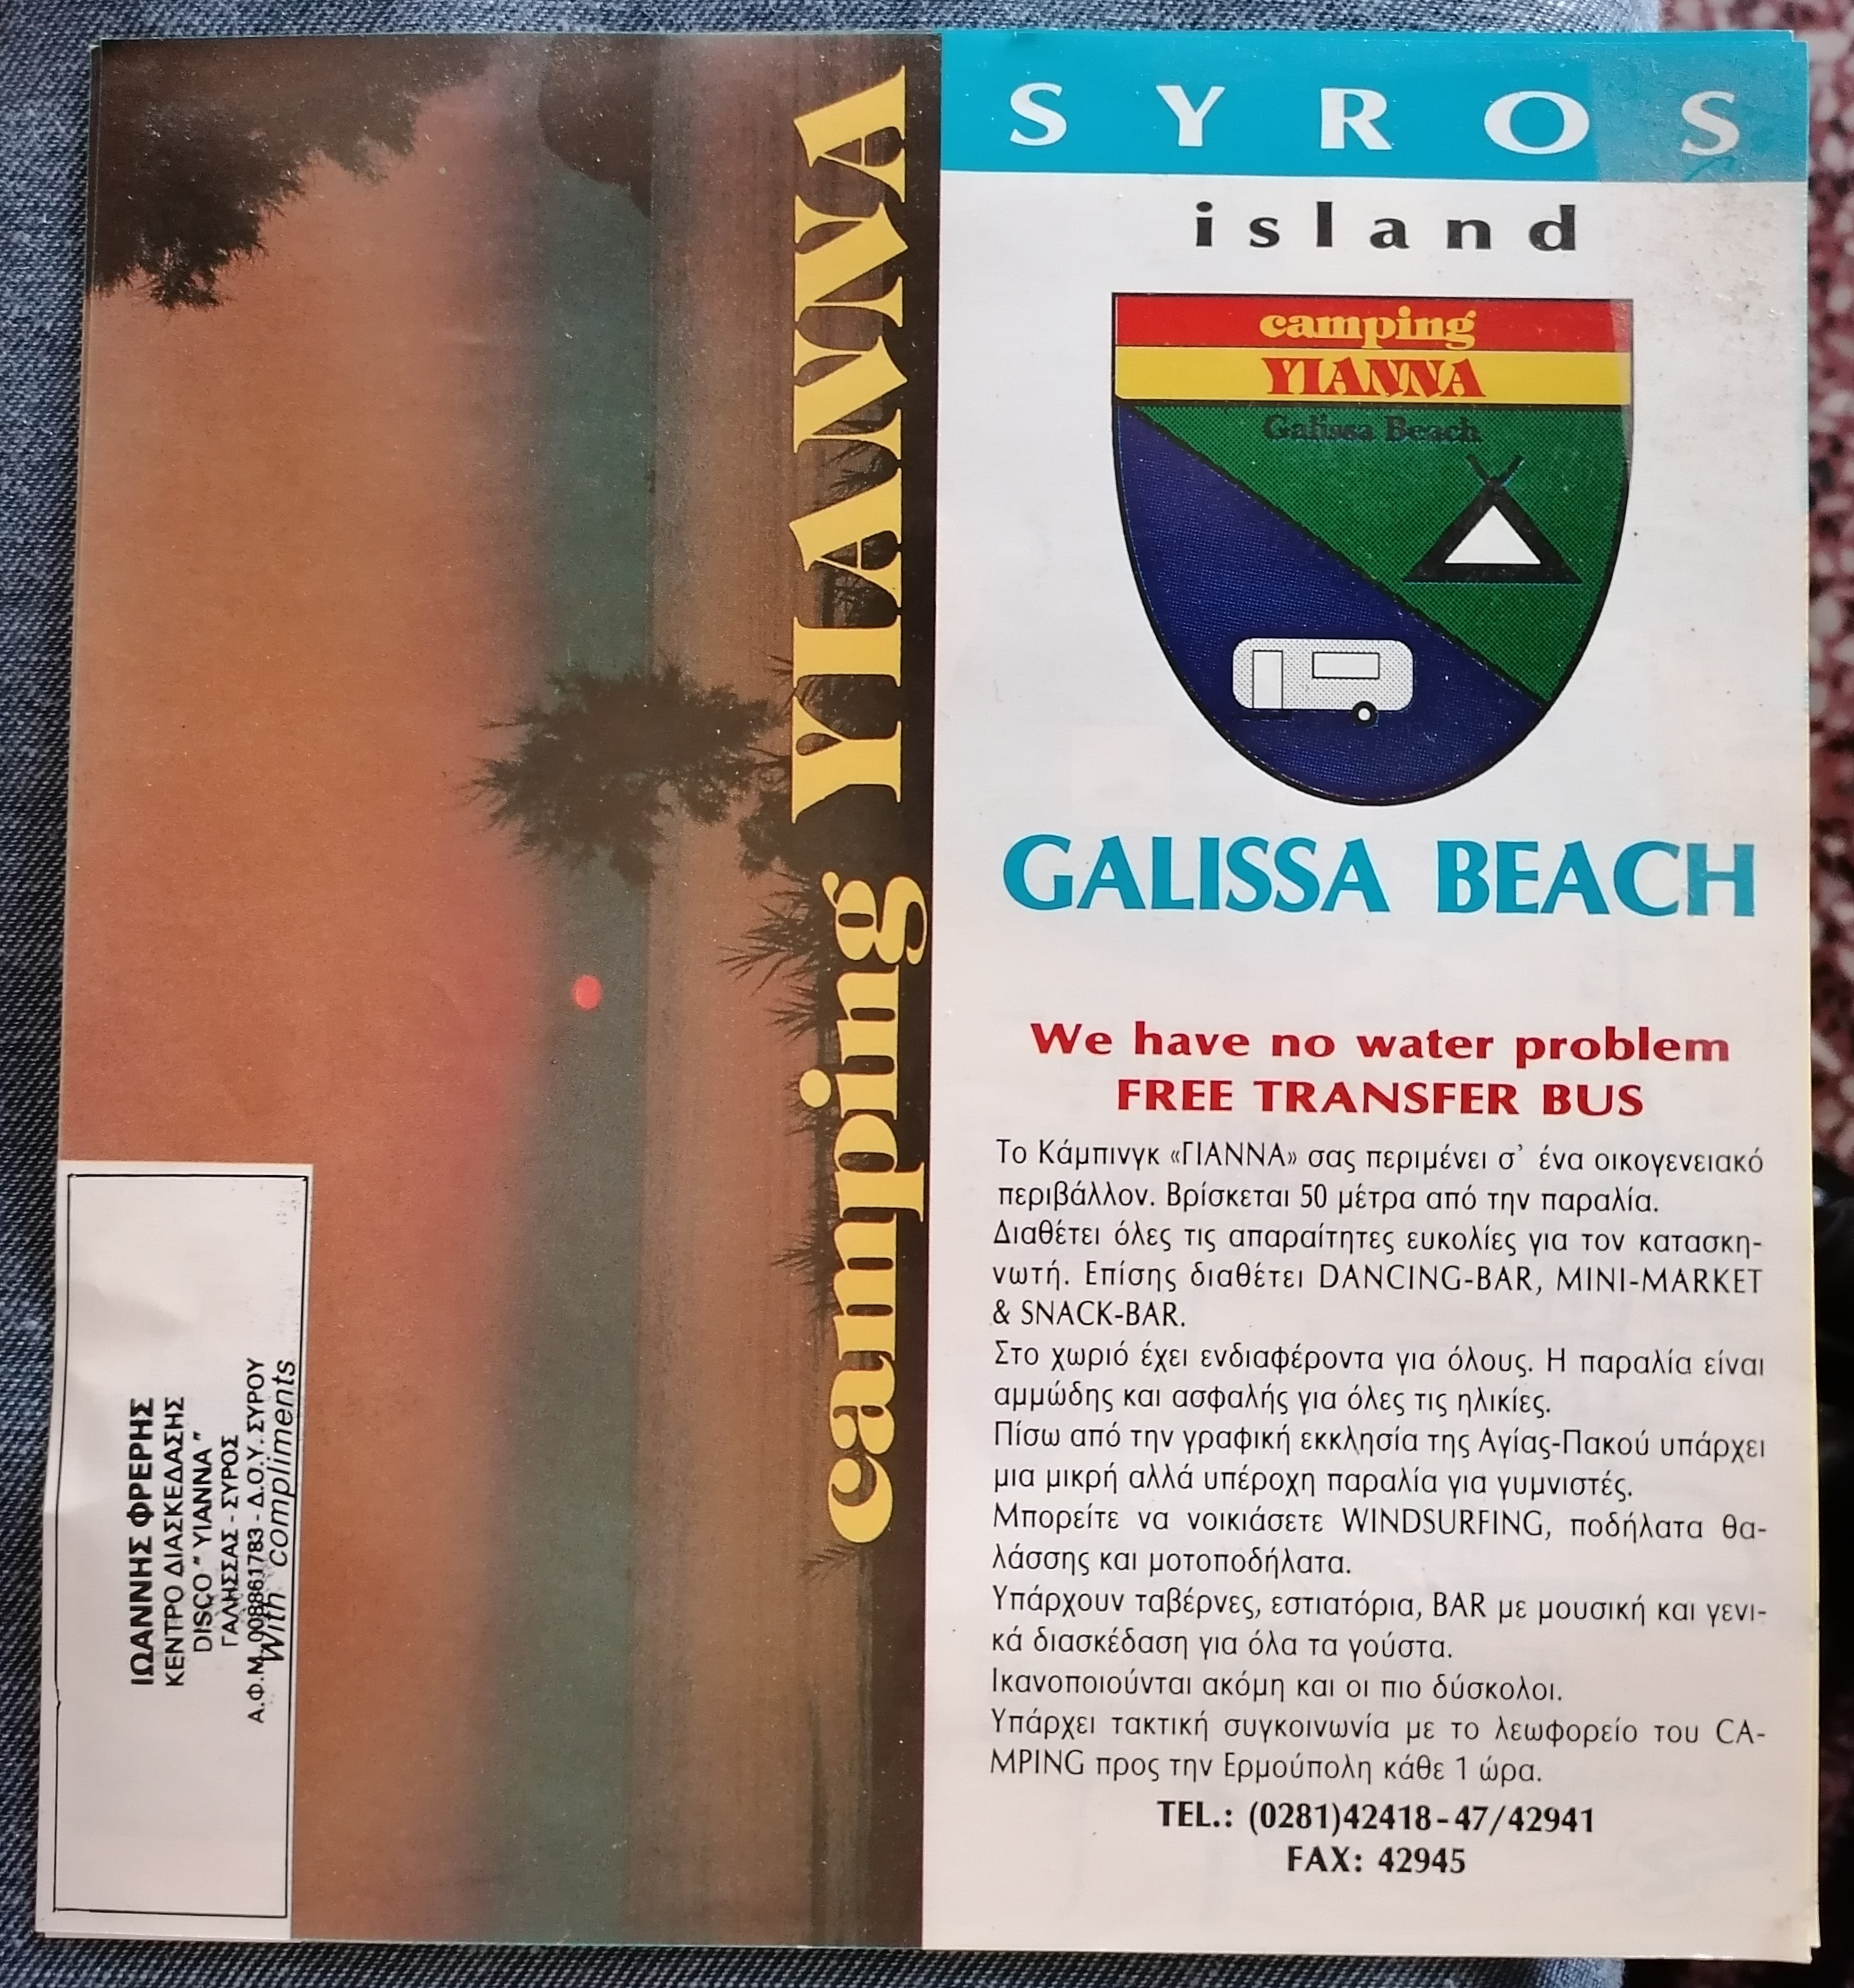 camping YIANNA
ΙΩΑΝΝΗΣ ΦΡΕΡΗΣ
ΚΕΝΤΡΟ ΔΙΑΣΚΕΔΑΣΗΣ
DISCO " YIANNA "
ΓΑΛΗΣΣΑΣ - ΣΥΡΟΣ
Α.Φ.Μ. 008861783 - Δ.Ο.Υ. ΣΥΡΟΥ
With compliments
SYROS
island
camping
YIANNA
Galissa Beach
GALISSA BEACH
We have no water problem
FREE TRANSFER BUS
Το Κάμπινγκ «ΓΙΑΝΝΑ» σας περιμένει σ' ένα οικογενειακό
περιβάλλον. Βρίσκεται 50 μέτρα από την παραλία.
Διαθέτει όλες τις απαραίτητες ευκολίες για τον κατασκη-
νωτή. Επίσης διαθέτει DANCING-BAR, MINI-MARKET
& SNACK-BAR.
Στο χωριό έχει ενδιαφέροντα για όλους. Η παραλία είναι
αμμώδης και ασφαλής για όλες τις ηλικίες.
Πίσω από την γραφική εκκλησία της Αγίας-Πακού υπάρχει
μια μικρή αλλά υπέροχη παραλία για γυμνιστές.
Μπορείτε να νοικιάσετε WINDSURFING, ποδήλατα θα-
λάσσης και μοτοποδήλατα.
Υπάρχουν ταβέρνες, εστιατόρια, BAR με μουσική και γενι-
κά διασκέδαση για όλα τα γούστα.
Ικανοποιούνται ακόμη και οι πιο δύσκολοι.
Υπάρχει τακτική συγκοινωνία με το λεωφορείο του CA-
MPING προς την Ερμούπολη κάθε 1 ώρα.
TEL.: (0281)42418-47/42941
FAX: 42945